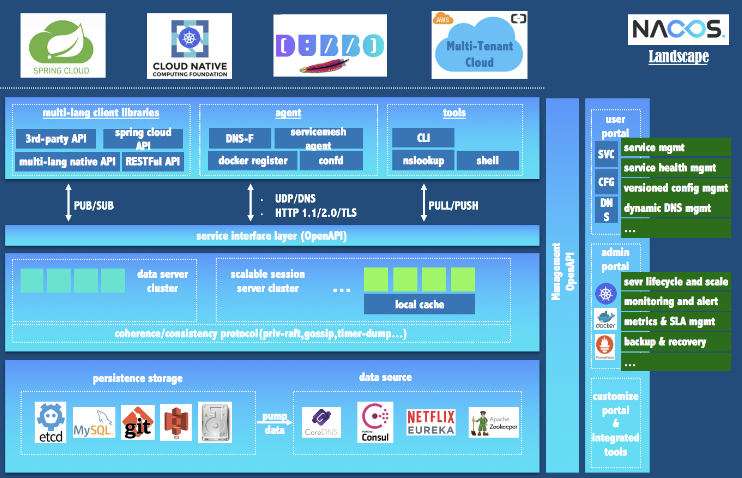 SPRING CLOUD
CLOUD NATIVE
COMPUTING FOUNDATION
DUBBO
AWS
Multi-Tenant
Cloud
NACOS.
Landscape
multi-lang client libraries
3rd-party API
spring cloud
API
multi-lang native API
RESTFul API
agent
DNS-F
servicemesh
agent
docker register
confd
tools
CLI
nslookup
shell
PUB/SUB
· UDP/DNS
· HTTP 1.1/2.0/TLS
PULL/PUSH
service interface layer (OpenAPI)
data server
cluster
scalable session
server cluster
...
local cache
coherence/consistency protocol(priv-raft,gossip,timer-dump...)
persistence storage
etcd
MySQL
git
pump
data
data source
CoreDNS
Consul
NETFLIX
EUREKA
Apache
Zookeeper
Management
OpenAPI
user
portal
SVC
CFG
DN
S
service mgmt
service health mgmt
versioned config mgmt
dynamic DNS mgmt
...
admin
portal
docker
Prometheus
sevr lifecycle and scale
monitoring and alert
metrics & SLA mgmt
backup & recovery
...
customize
portal
&
integrated
tools